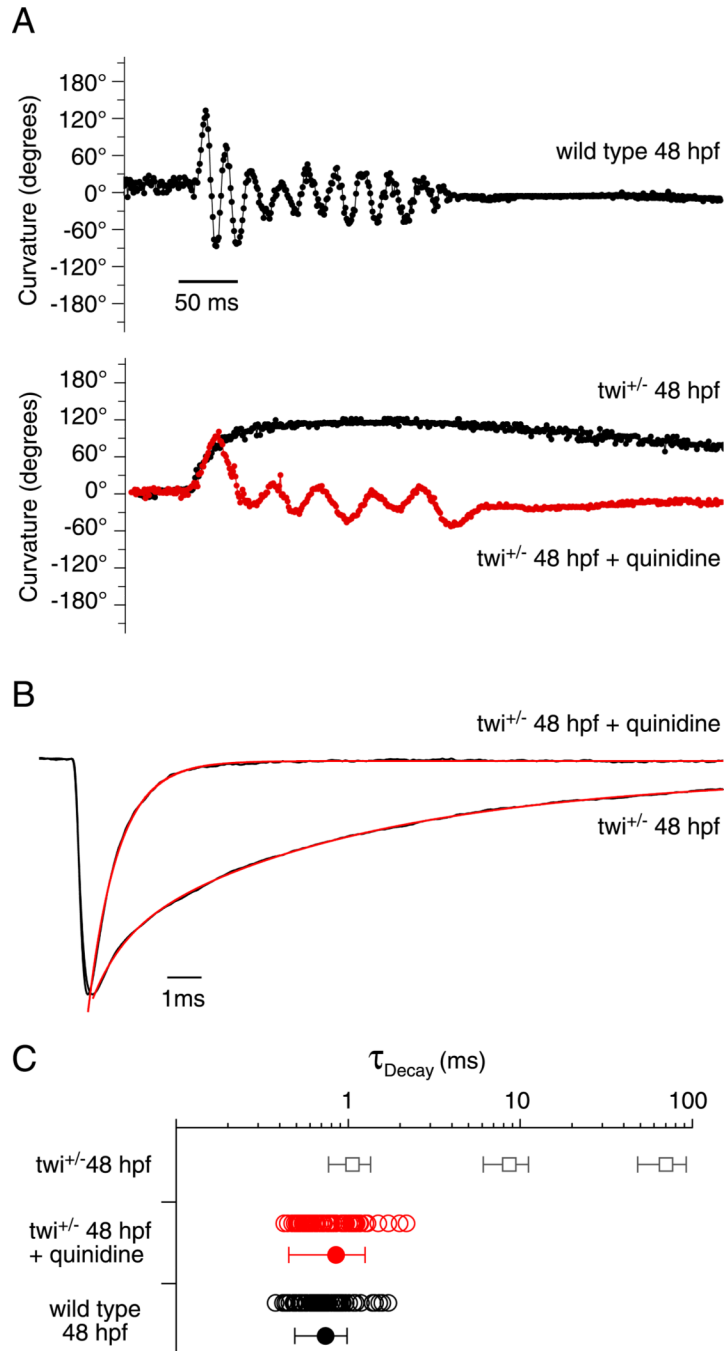 A
180°
120°
60°
0°
-60°
-120°
-180°
Curvature (degrees)
wild type 48 hpf
50 ms
180°
120°
60°
0°
-60°
-120°
-180°
Curvature (degrees)
twi+/- 48 hpf
twi+/- 48 hpf + quinidine
B
twi+/- 48 hpf + quinidine
twi+/- 48 hpf
1ms
C
τDecay (ms)
1 10 100
twi+/-48 hpf
twi+/- 48 hpf
+ quinidine
wild type
48 hpf